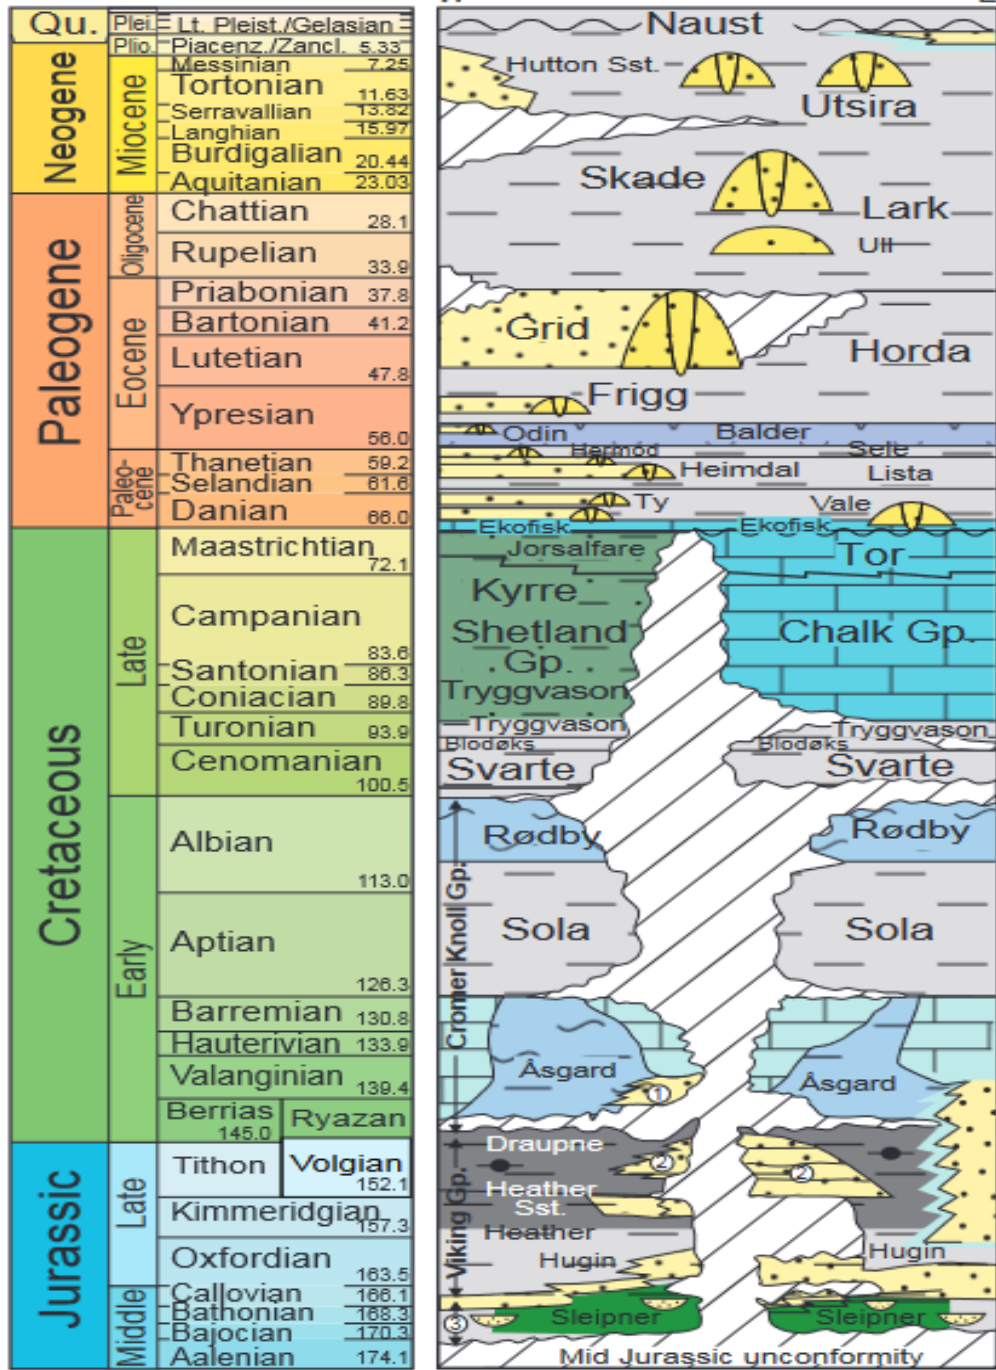 Qu.
Plei.
Lt. Pleist./Gelasian
Plio.
Piacenz./Zancl. 5.33
Neogene
Miocene
Messinian 7.25
Tortonian 11.63
Serravallian 13.82
Langhian 15.97
Burdigalian 20.44
Aquitanian 23.03
Paleogene
Oligocene
Chattian 28.1
Rupelian 33.9
Eocene
Priabonian 37.8
Bartonian 41.2
Lutetian 47.8
Ypresian 56.0
Paleo-
cene
Thanetian 59.2
Selandian 61.6
Danian 66.0
Cretaceous
Late
Maastrichtian 72.1
Campanian 83.6
Santonian 86.3
Coniacian 89.8
Turonian 93.9
Cenomanian 100.5
Early
Albian 113.0
Aptian 126.3
Barremian 130.8
Hauterivian 133.9
Valanginian 139.4
Berrias 145.0
Ryazan
Jurassic
Late
Tithon
Volgian 152.1
Kimmeridgian 157.3
Oxfordian 163.5
Middle
Callovian 166.1
Bathonian 168.3
Bajocian 170.3
Aalenian 174.1
Naust
Hutton Sst.
Utsira
Skade
Lark
Ull
Grid
Horda
Frigg
Odin
Balder
Hermod
Sele
Heimdal
Lista
Ty
Vale
Ekofisk
Ekofisk
Jorsalfare
Tor
Kyrre
Shetland
Gp.
Chalk Gp.
Tryggvason
Tryggvason
Tryggvason
Blodøks
Blodøks
Svarte
Svarte
Cromer Knoll Gp.
Rødby
Rødby
Sola
Sola
Åsgard
Åsgard
1
Viking Gp.
Draupne
2
2
Heather
Sst.
Heather
Hugin
Hugin
3
Sleipner
Sleipner
Mid Jurassic unconformity